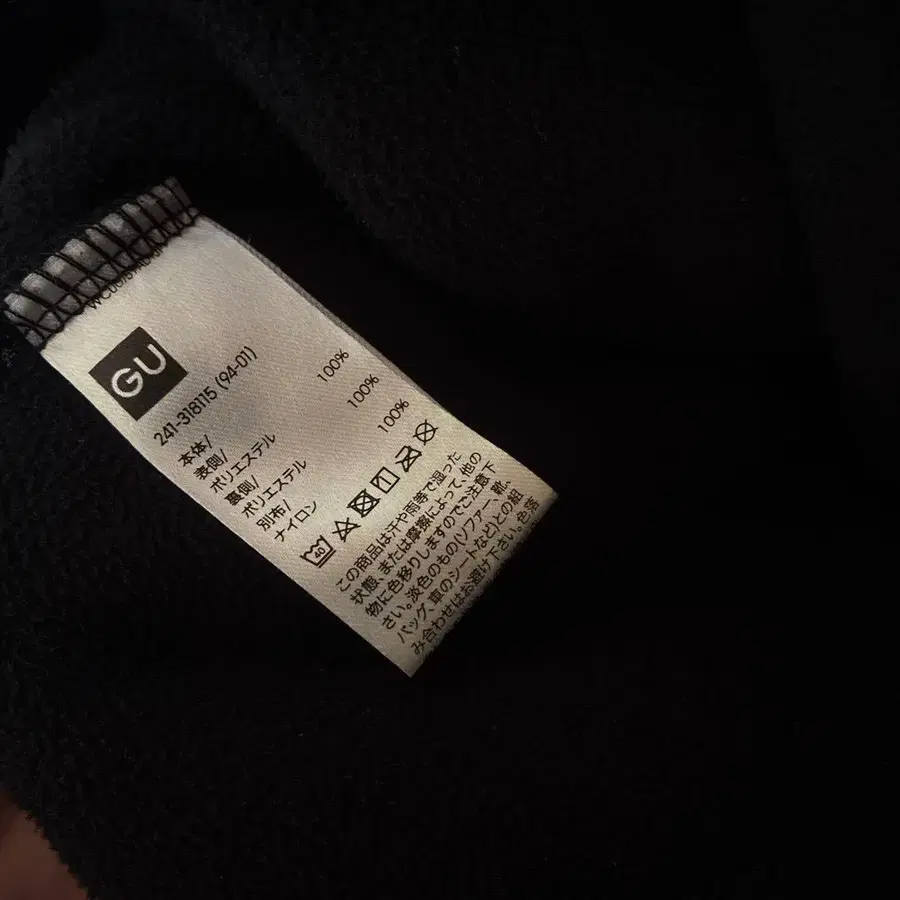 GU
241-318115 (94-01)
本体/
表側/
ポリエステル 100%
裏側/
ポリエステル 100%
別布/
ナイロン 100%
40
この商品は汗や雨等で湿った
状態、または摩擦によって、他の
物に色移りしますのでご注意下
さい。淡色のもの(ソファー、靴、
バッグ、車のシートなど)との組
み合わせはお避け下さい。色落